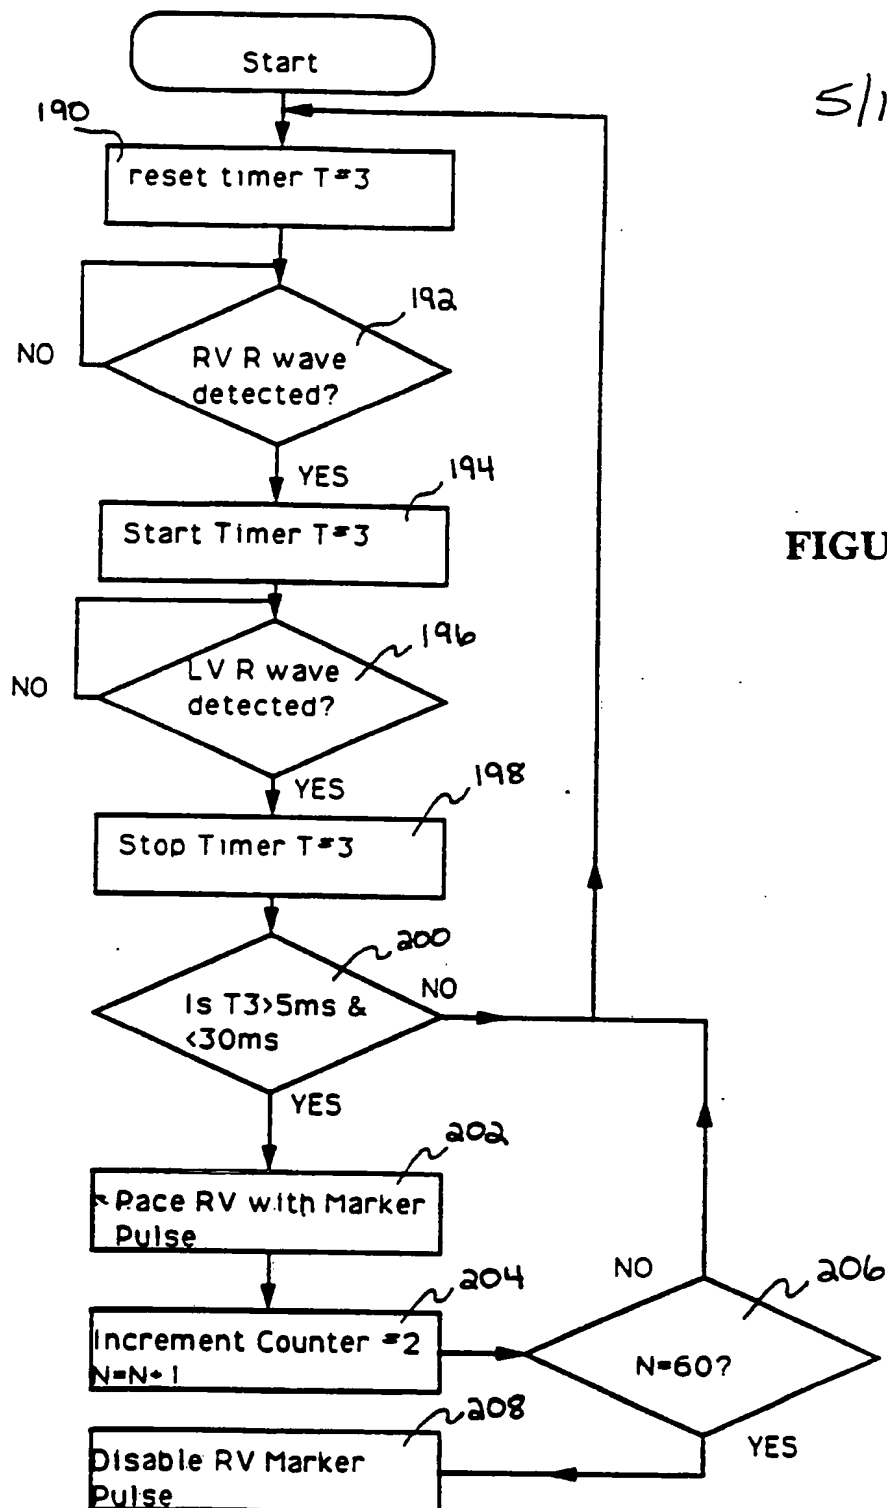 Start
5/1
190
reset timer T#3
192
NO
RV R wave
detected?
YES
194
Start Timer T#3
FIGU
196
NO
LV R wave
detected?
YES
198
Stop Timer T#3
200
NO
Is T3>5ms &
<30ms
YES
202
Pace RV with Marker
Pulse
204
NO
206
Increment Counter #2
N=N+1
N=60?
208
YES
Disable RV Marker
Pulse